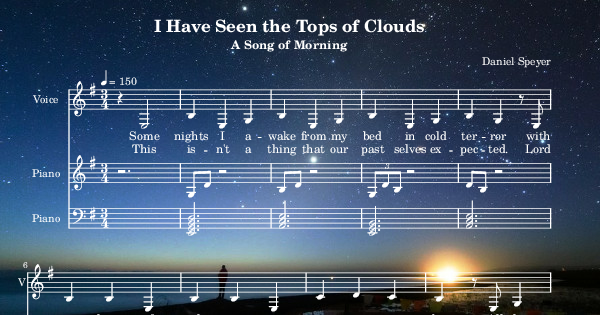 I Have Seen the Tops of Clouds
A Song of Morning
Daniel Speyer
= 150
Voice
Some nights I a - wake from my bed in cold ter - ror with
This is - n't a thing that our past selves ex - pec - ted. Lord
Piano
3
Piano
6
V